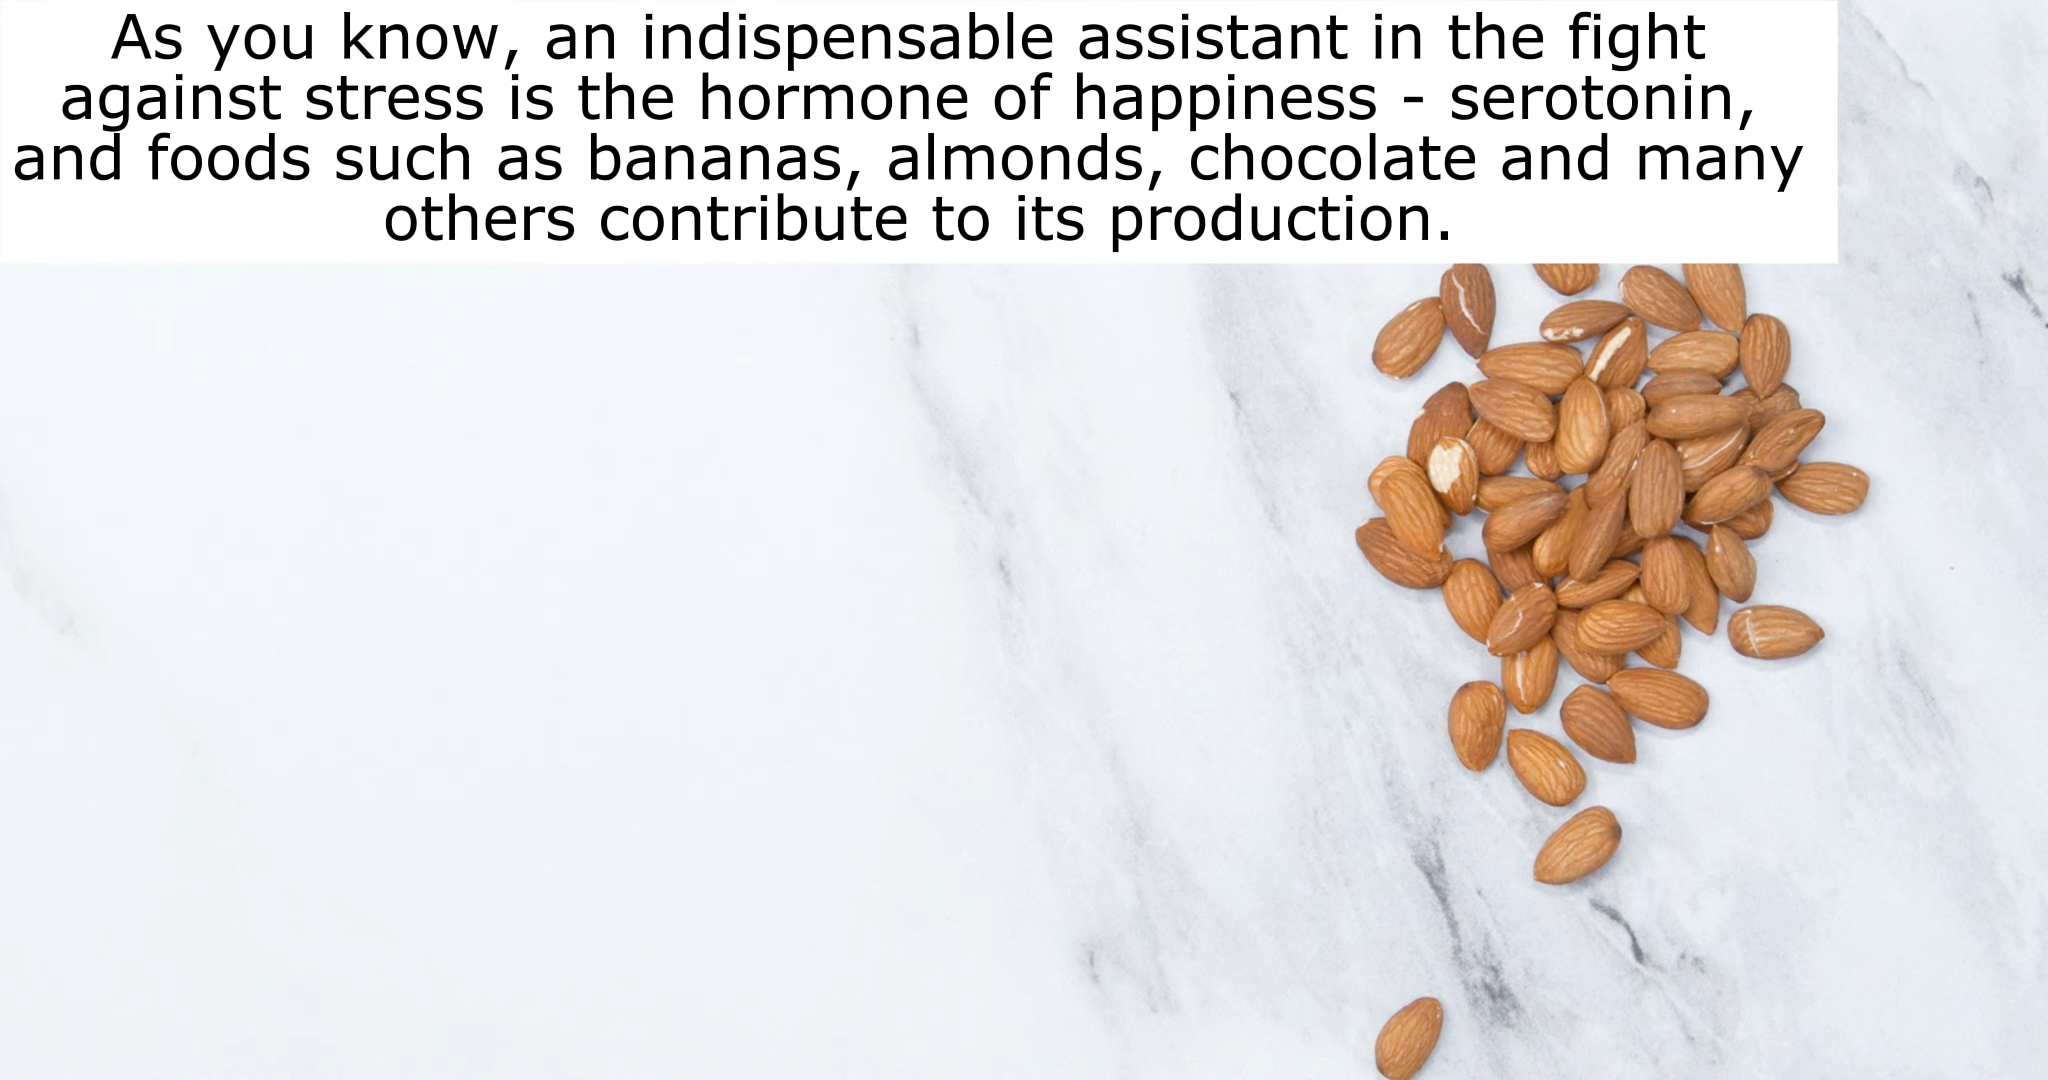 As you know, an indispensable assistant in the fight
against stress is the hormone of happiness - serotonin,
and foods such as bananas, almonds, chocolate and many
others contribute to its production.